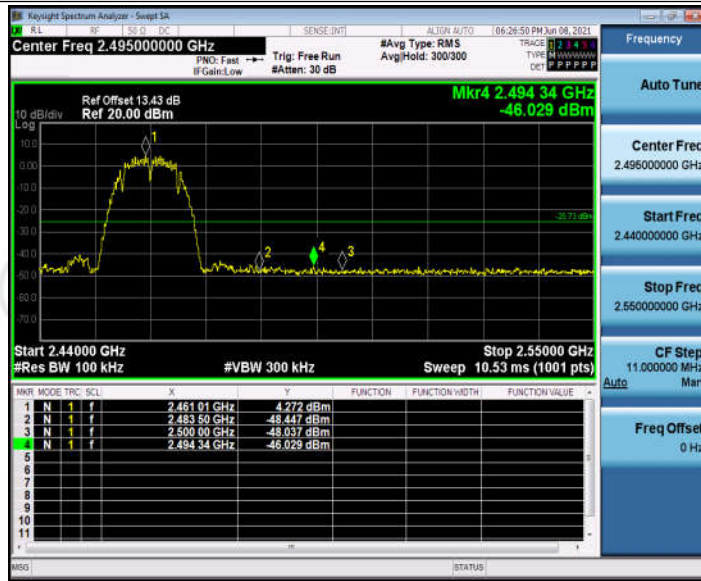 Keysight Spectrum Analyzer - Swept SA
RL RF 50 Ω DC SENSE:INT ALIGN AUTO 06:26:50 PM Jun 08, 2021
Center Freq 2.495000000 GHz
PNO: Fast
IFGain:Low
Trig: Free Run
#Atten: 30 dB
#Avg Type: RMS
Avg|Hold: 300/300
TRACE 1 2 3 4 5 6
TYPE M WWWWW
DET P P P P P P
Frequency
Auto Tune
Center Freq
2.495000000 GHz
Start Freq
2.440000000 GHz
Stop Freq
2.550000000 GHz
CF Step
11.000000 MHz
Auto Man
Freq Offset
0 Hz
Mkr4 2.494 34 GHz
-46.029 dBm
Ref Offset 13.43 dB
10 dB/div Ref 20.00 dBm
Log
10.0
0.00
-10.0
-20.0
-30.0
-40.0
-50.0
-60.0
-70.0
1
2
4
3
-25.73 dBm
Start 2.44000 GHz Stop 2.55000 GHz
#Res BW 100 kHz #VBW 300 kHz Sweep 10.53 ms (1001 pts)
MKR MODE TRC SCL X Y FUNCTION FUNCTION WIDTH FUNCTION VALUE
1 N 1 f 2.461 01 GHz 4.272 dBm
2 N 1 f 2.483 50 GHz -48.447 dBm
3 N 1 f 2.500 00 GHz -48.037 dBm
4 N 1 f 2.494 34 GHz -46.029 dBm
5
6
7
8
9
10
11
MSG STATUS